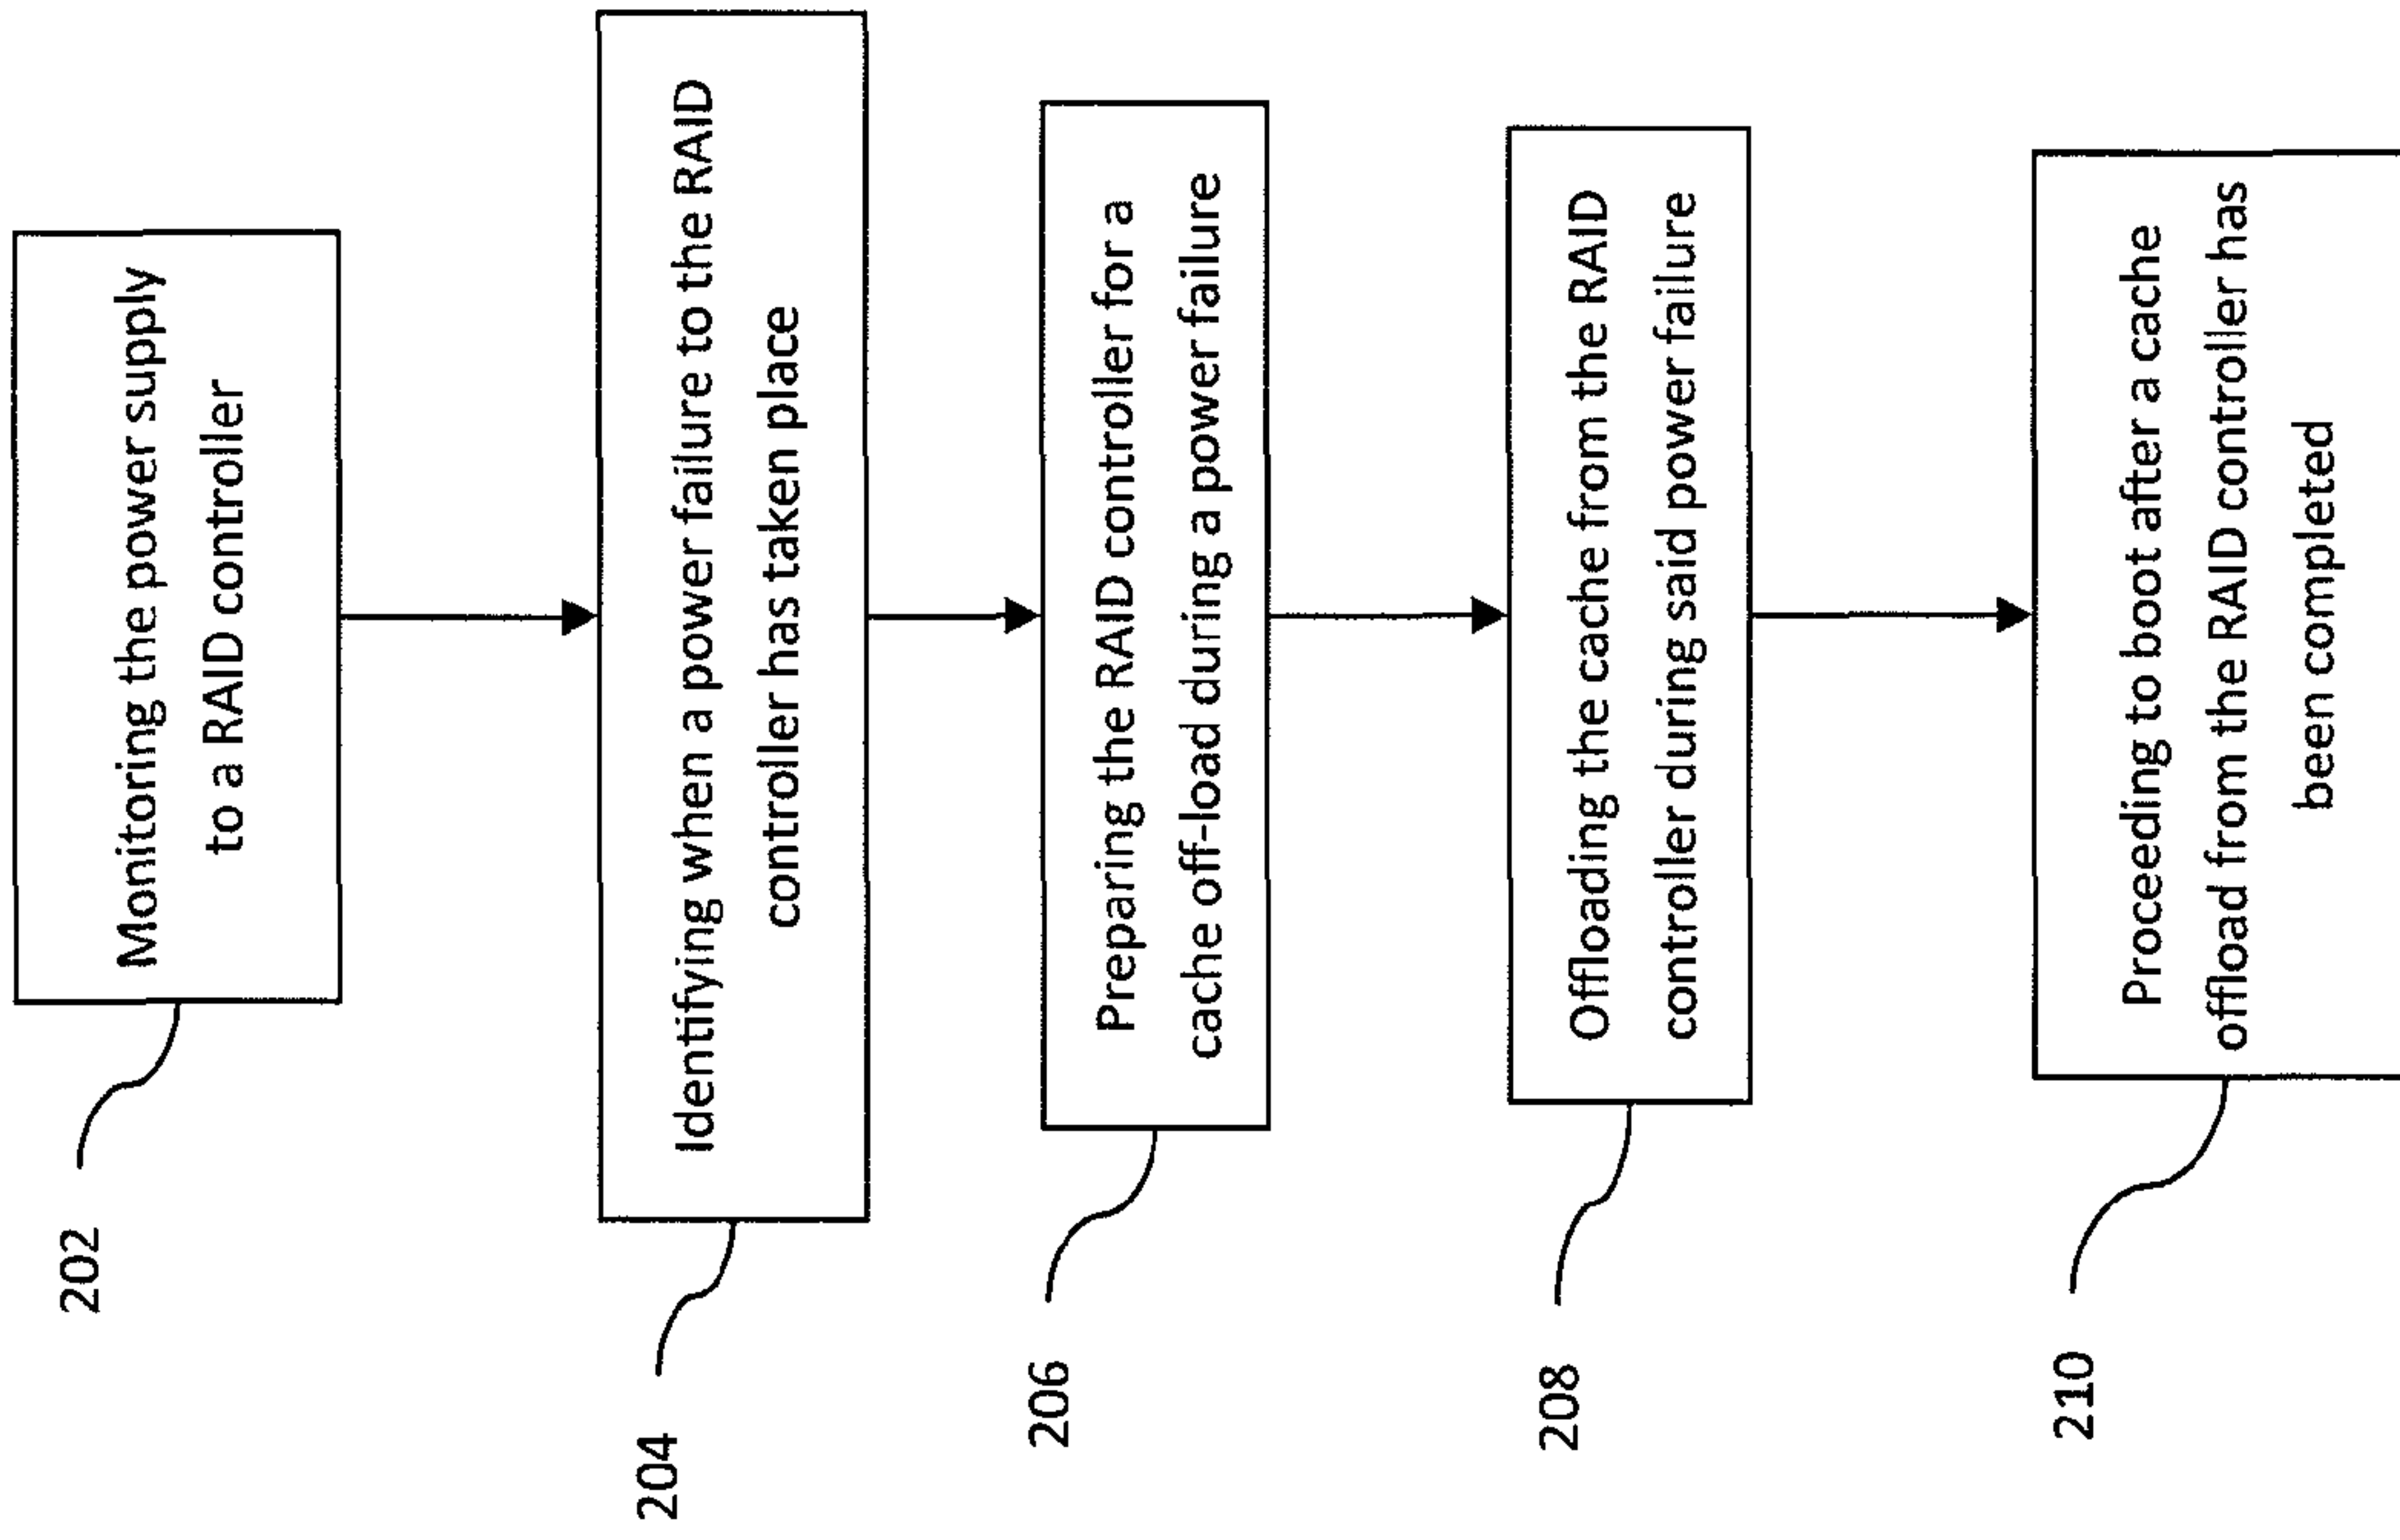 202
Monitoring the power supply
to a RAID controller
204
Identifying when a power failure to the RAID
controller has taken place
206
Preparing the RAID controller for a
cache off-load during a power failure
208
Offloading the cache from the RAID
controller during said power failure
210
Proceeding to boot after a cache
offload from the RAID controller has
been completed